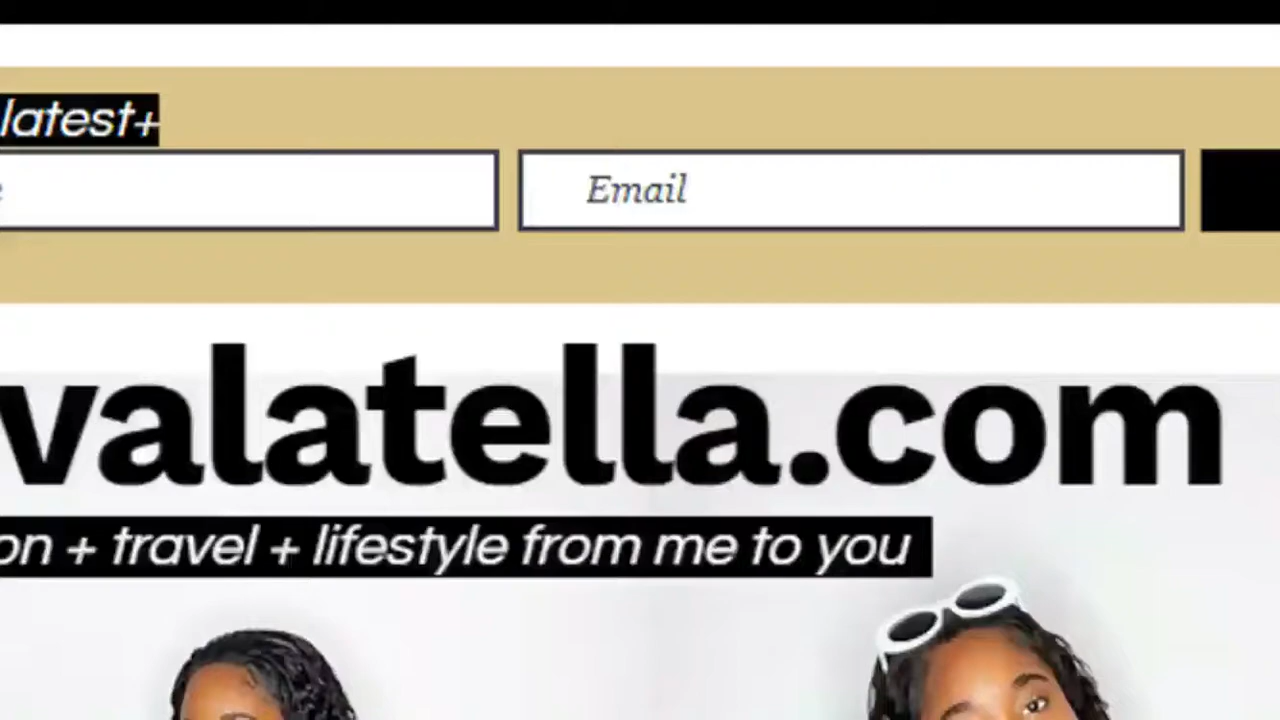 latest+
Email
valatella.com
on + travel + lifestyle from me to you